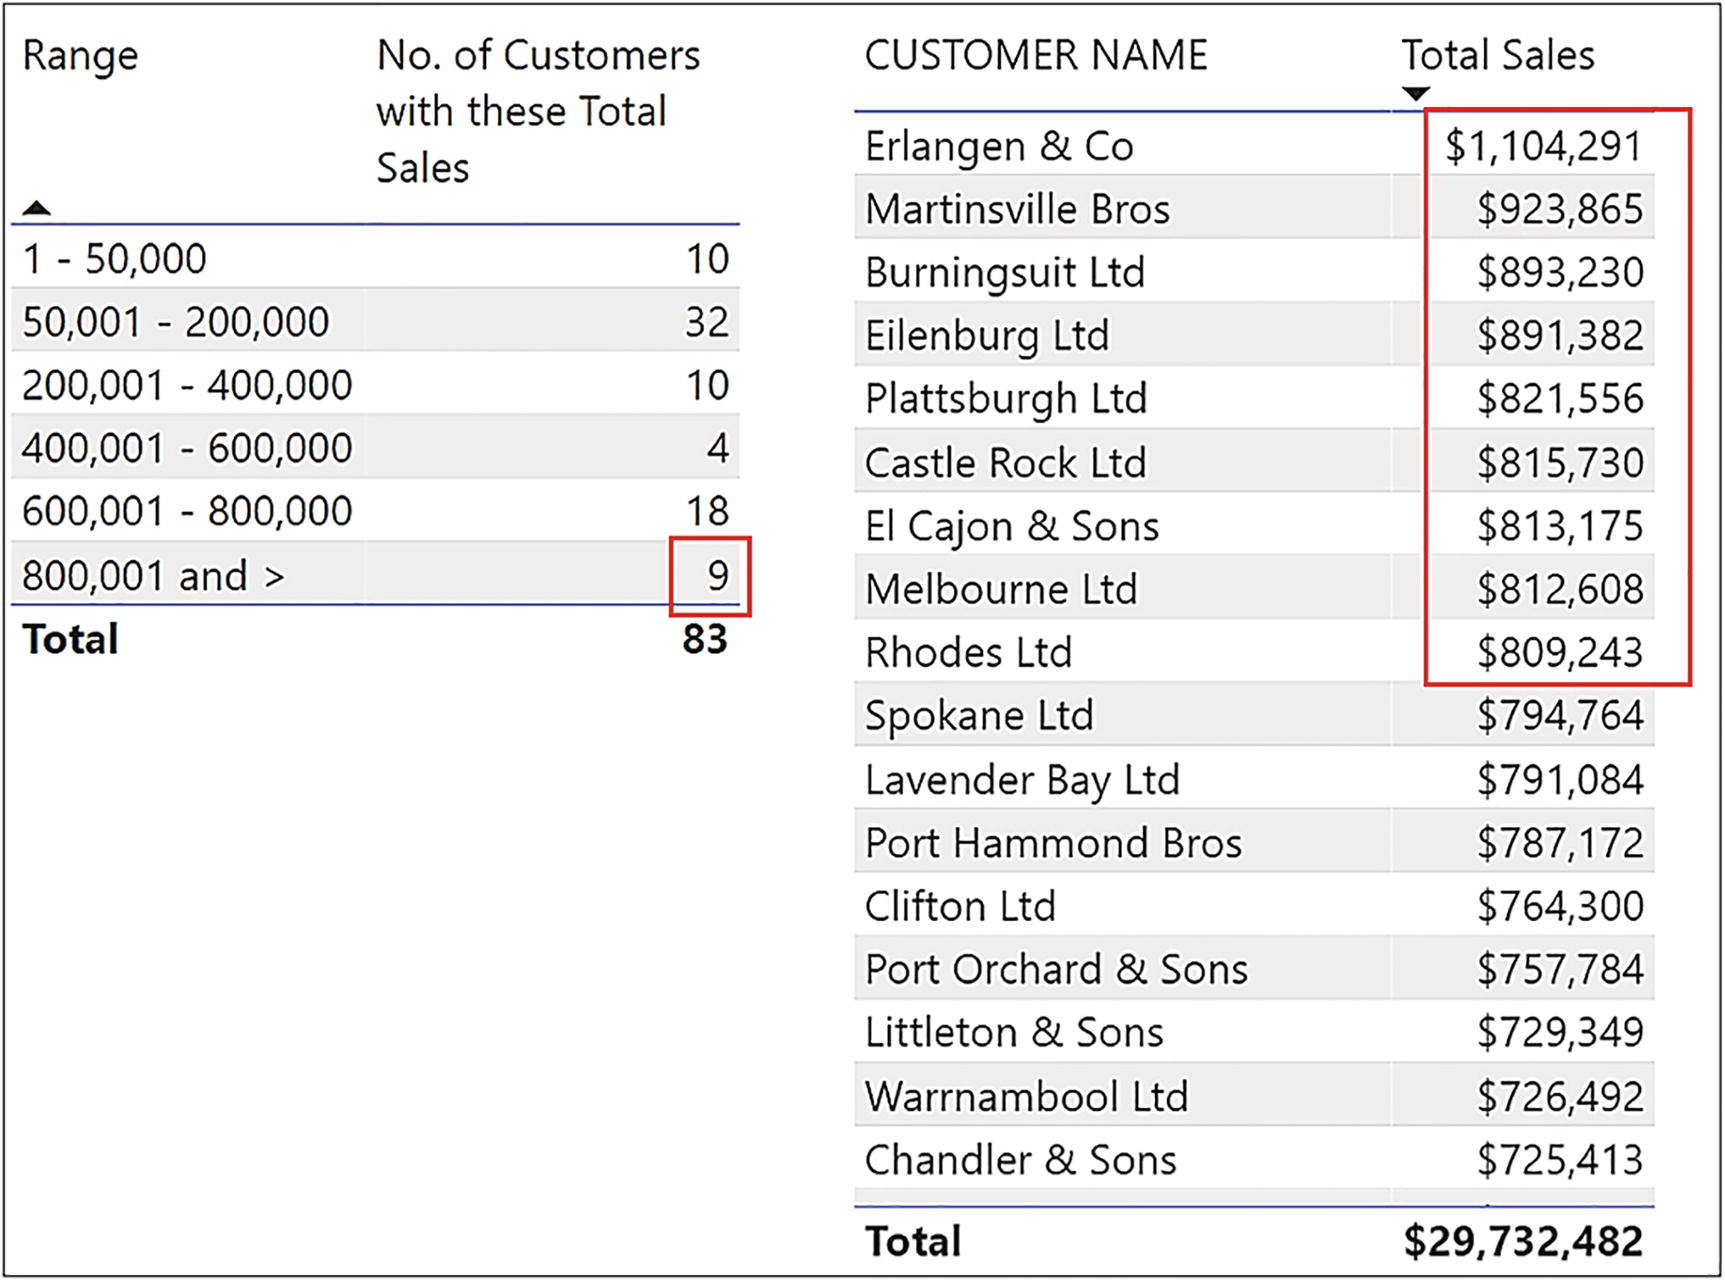 Range No. of Customers
with these Total
Sales
1 - 50,000 10
50,001 - 200,000 32
200,001 - 400,000 10
400,001 - 600,000 4
600,001 - 800,000 18
800,001 and > 9
Total 83
CUSTOMER NAME Total Sales
Erlangen & Co $1,104,291
Martinsville Bros $923,865
Burningsuit Ltd $893,230
Eilenburg Ltd $891,382
Plattsburgh Ltd $821,556
Castle Rock Ltd $815,730
El Cajon & Sons $813,175
Melbourne Ltd $812,608
Rhodes Ltd $809,243
Spokane Ltd $794,764
Lavender Bay Ltd $791,084
Port Hammond Bros $787,172
Clifton Ltd $764,300
Port Orchard & Sons $757,784
Littleton & Sons $729,349
Warrnambool Ltd $726,492
Chandler & Sons $725,413
Total $29,732,482